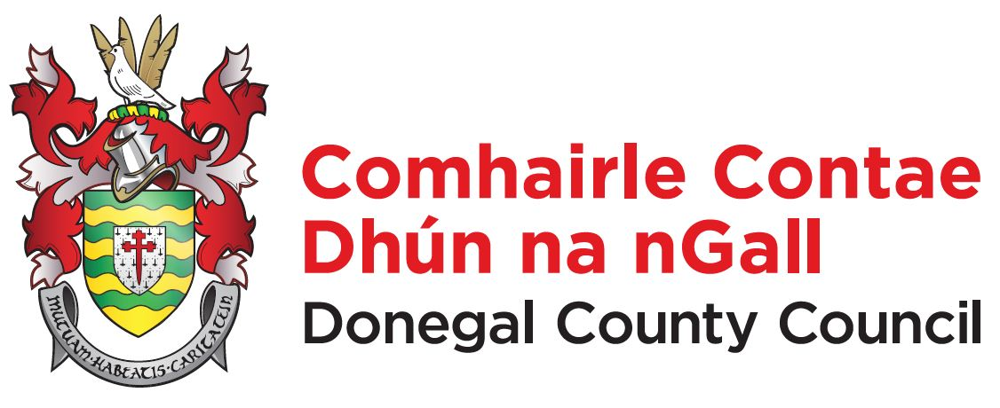 Comhairle Contae
Dhún na nGall
Donegal County Council
MUTUAM·HABEATIS·CARITATEM